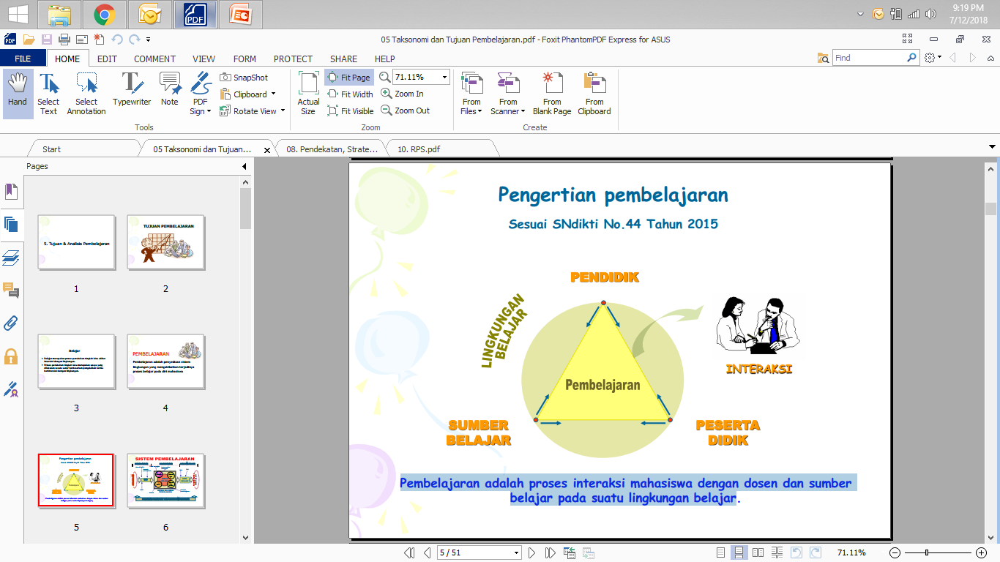 9:19 PM
7/12/2018
05 Taksonomi dan Tujuan Pembelajaran.pdf - Foxit PhantomPDF Express for ASUS
FILE HOME EDIT COMMENT VIEW FORM PROTECT SHARE HELP
Find
Hand
Select Text
Select Annotation
Typewriter
Note
PDF Sign
SnapShot
Clipboard
Rotate View
Tools
Actual Size
Fit Page
Fit Width
Fit Visible
71.11%
Zoom In
Zoom Out
Zoom
From Files
From Scanner
From Blank Page
From Clipboard
Create
Start
05 Taksonomi dan Tujuan...
08. Pendekatan, Strate...
10. RPS.pdf
Pages
5. Tujuan & Analisis Pembelajaran
1
TUJUAN PEMBELAJARAN
2
Belajar
3
PEMBELAJARAN
Pembelajaran adalah penyediaan sistem
lingkungan yang mengakibatkan terjadinya
proses belajar pada diri mahasiswa
4
Pengertian pembelajaran
5
SISTEM PEMBELAJARAN
6
Pengertian pembelajaran
Sesuai SNdikti No.44 Tahun 2015
PENDIDIK
LINGKUNGAN
BELAJAR
INTERAKSI
Pembelajaran
SUMBER
BELAJAR
PESERTA
DIDIK
Pembelajaran adalah proses interaksi mahasiswa dengan dosen dan sumber
belajar pada suatu lingkungan belajar.
5 / 51
71.11%